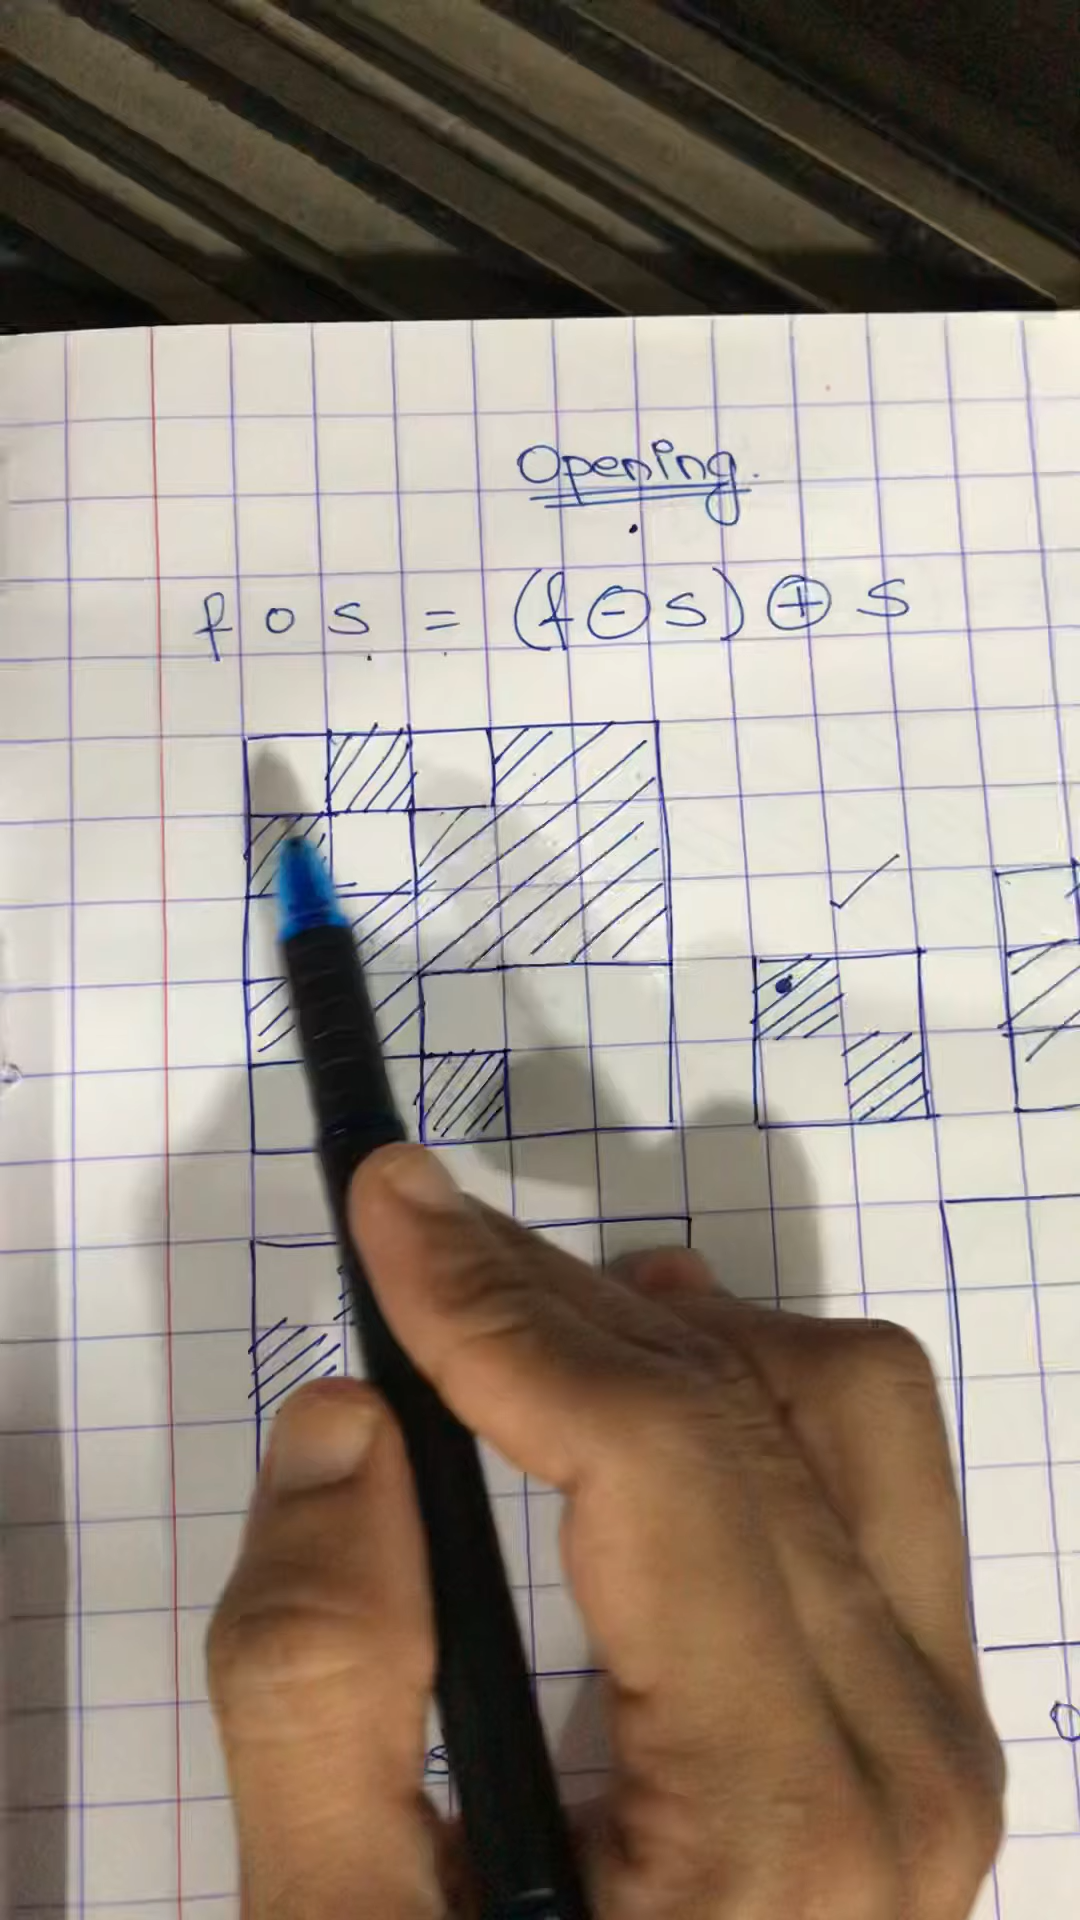 Opening.
f o s = (f ⊖ s) ⊕ s